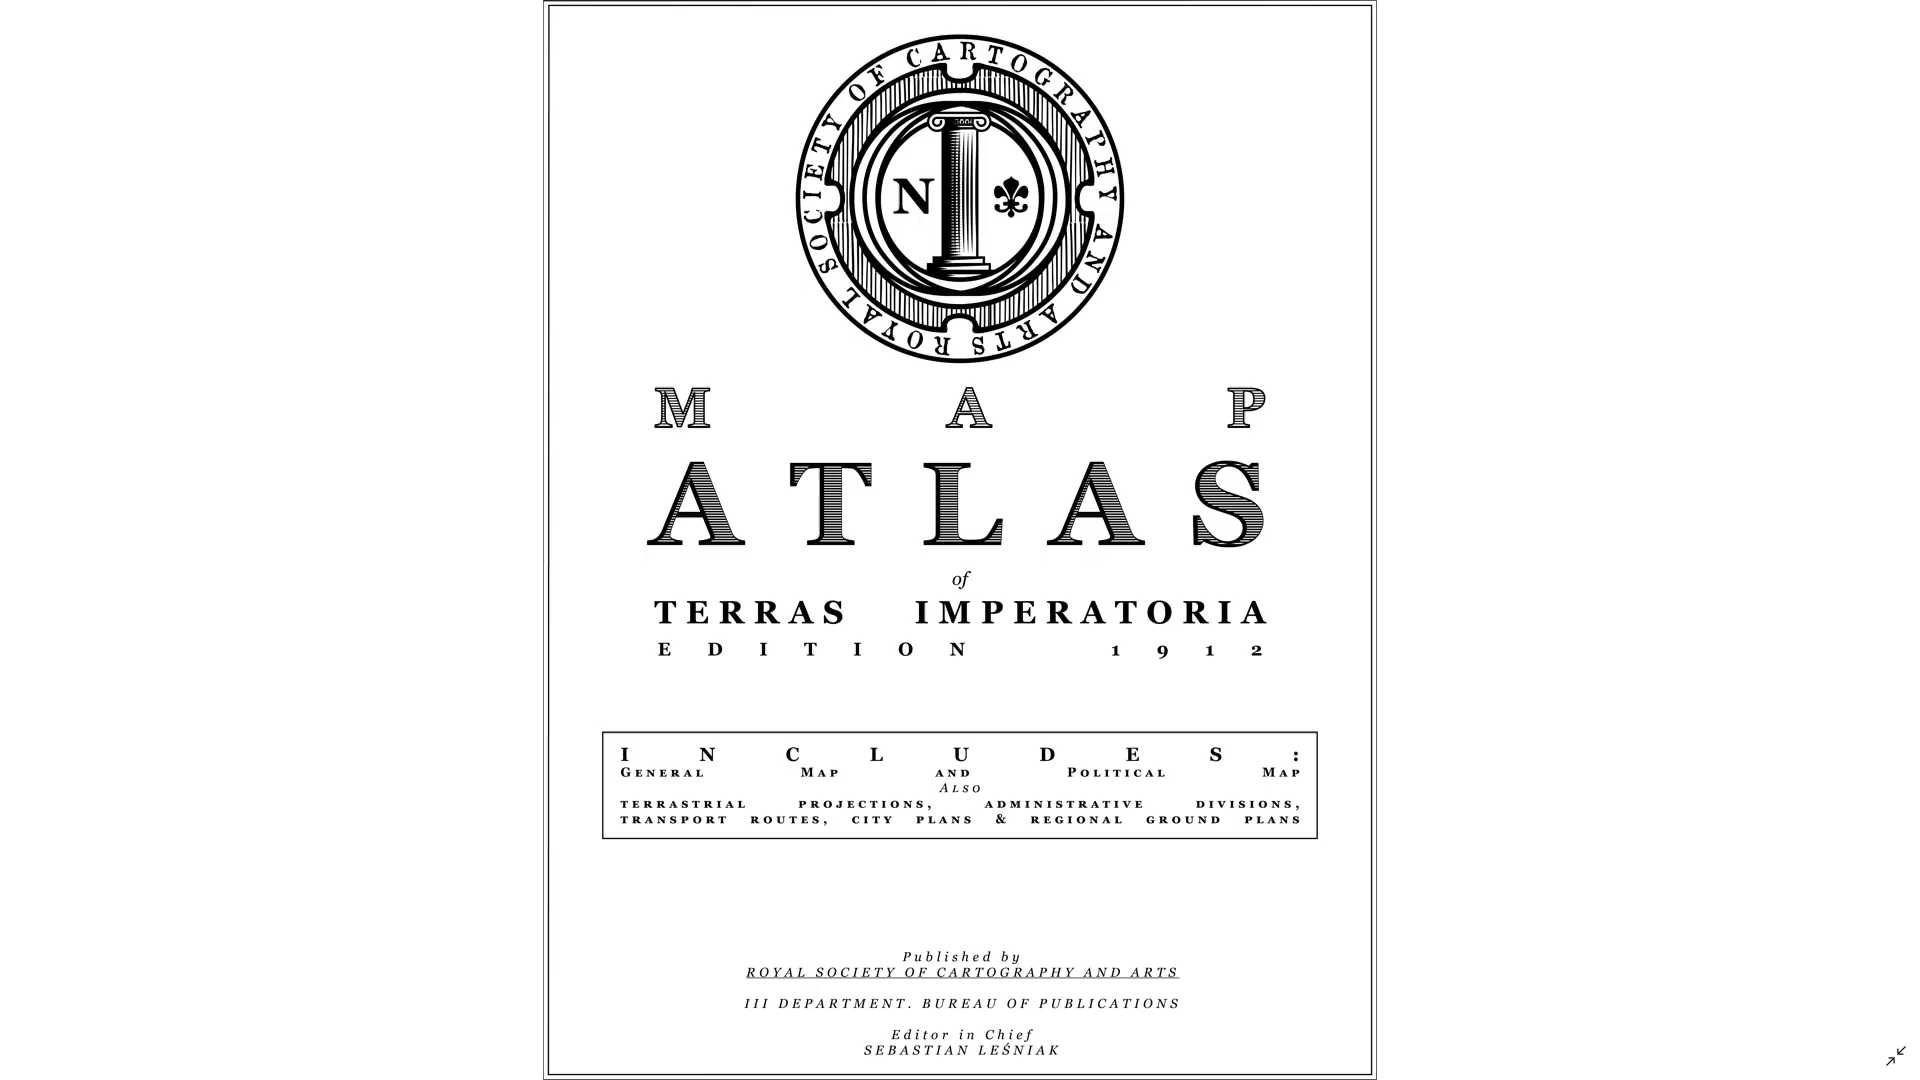 ROYAL SOCIETY OF CARTOGRAPHY AND ARTS
N
MAP
ATLAS
of
TERRAS IMPERATORIA
EDITION 1912
INCLUDES:
General Map and Political Map
Also
TERRASTRIAL PROJECTIONS, ADMINISTRATIVE DIVISIONS,
TRANSPORT ROUTES, CITY PLANS & REGIONAL GROUND PLANS
Published by
ROYAL SOCIETY OF CARTOGRAPHY AND ARTS
III DEPARTMENT. BUREAU OF PUBLICATIONS
Editor in Chief
SEBASTIAN LEŚNIAK